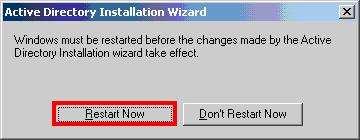 Active Directory Installation Wizard
Windows must be restarted before the changes made by the Active
Directory Installation wizard take effect.
Restart Now
Don't Restart Now